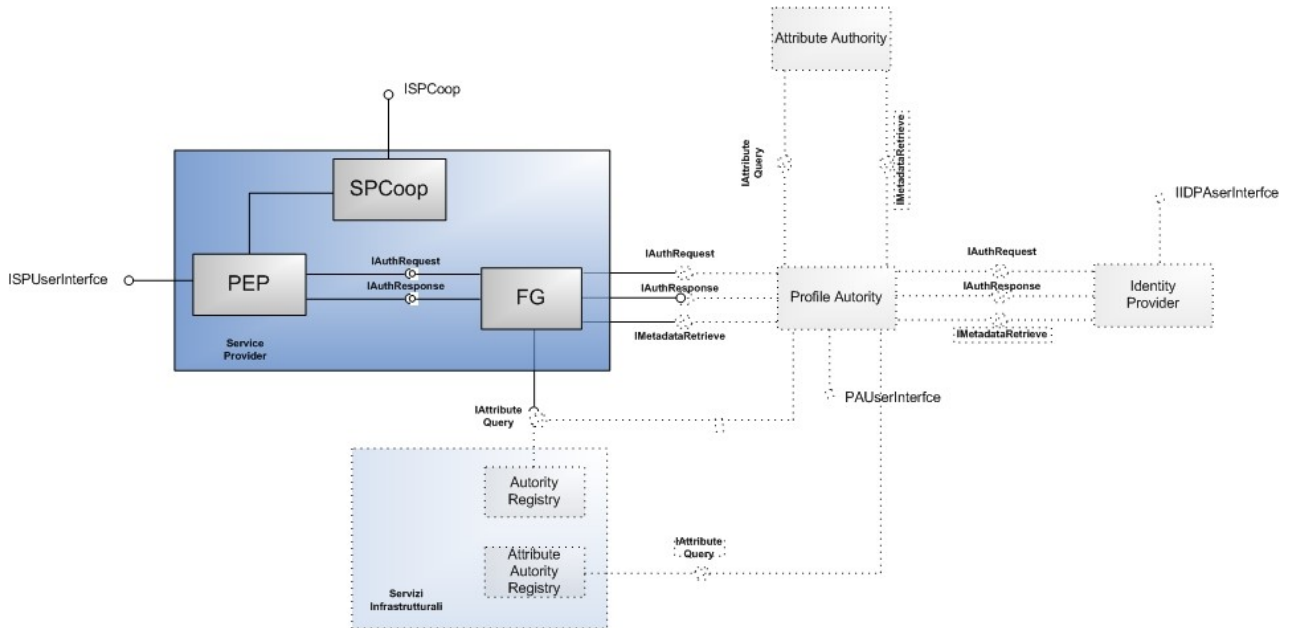 Attribute Authority
ISPCoop
IAttribute
Query
IMetadataRetrieve
SPCoop
IIDPAserInterfce
ISPUserInterfce
PEP
IAuthRequest
IAuthResponse
FG
IAuthRequest
IAuthResponse
IMetadataRetrieve
Profile Autority
IAuthRequest
IAuthResponse
IMetadataRetrieve
Identity
Provider
Service
Provider
PAUserInterfce
IAttribute
Query
Autority
Registry
Attribute
Autority
Registry
IAttribute
Query
Servizi
Infrastrutturali